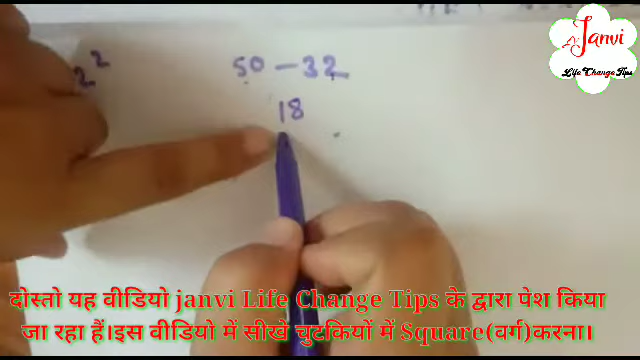 Janvi
Life Change Tips
2²
50 - 32
18
दोस्तो यह वीडियो janvi Life Change Tips के द्वारा पेश किया
जा रहा हैं।इस वीडियो में सीखें चुटकियों में Square(वर्ग)करना।